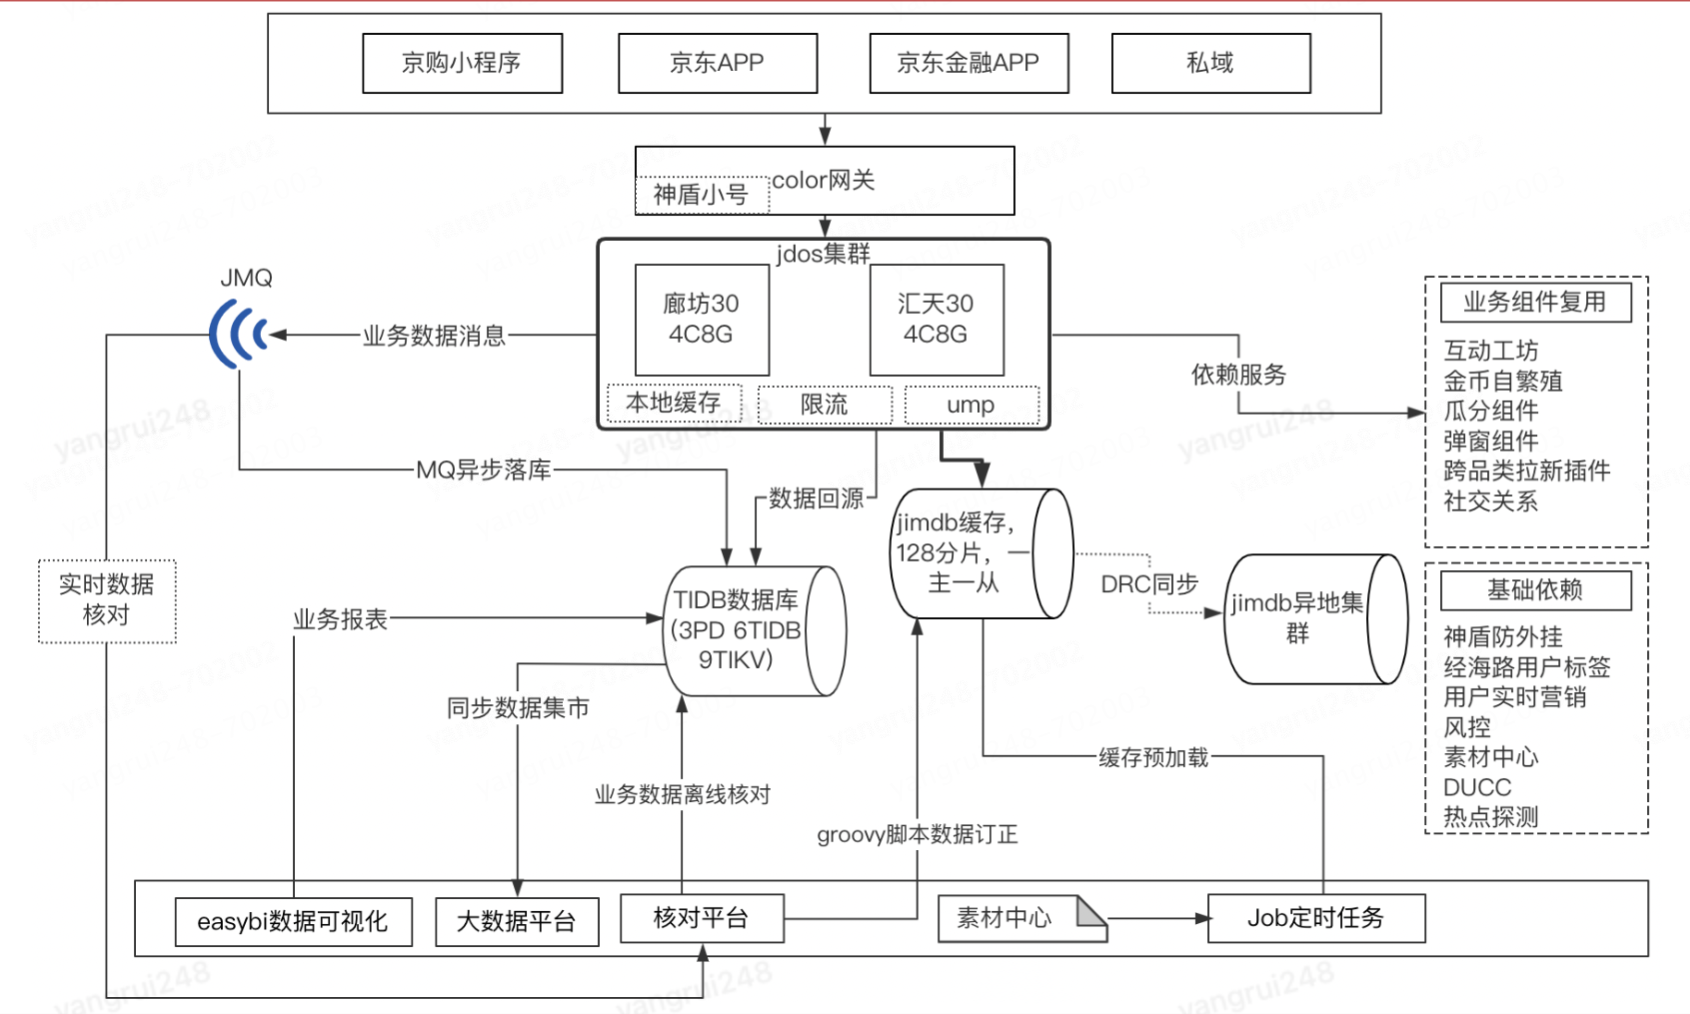 京购小程序
京东APP
京东金融APP
私域
color网关
神盾小号
jdos集群
廊坊30
4C8G
汇天30
4C8G
本地缓存
限流
ump
JMQ
业务数据消息
依赖服务
业务组件复用
互动工坊
金币自繁殖
瓜分组件
弹窗组件
跨品类拉新插件
社交关系
MQ异步落库
数据回源
jimdb缓存，
128分片，一
主一从
DRC同步
jimdb异地集
群
基础依赖
神盾防外挂
经海路用户标签
用户实时营销
风控
素材中心
DUCC
热点探测
实时数据
核对
业务报表
TIDB数据库
(3PD 6TIDB
9TIKV)
同步数据集市
业务数据离线核对
缓存预加载
groovy脚本数据订正
easybi数据可视化
大数据平台
核对平台
素材中心
Job定时任务
yangrui248
yangrui248
yangrui248
yangrui248
yangrui248
yangrui248